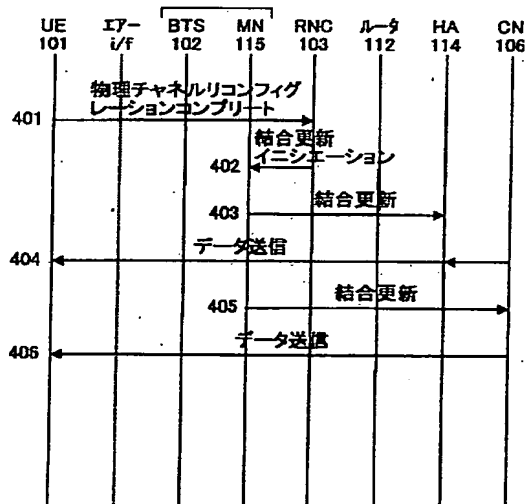 UE エアー BTS MN RNC ルータ HA CN
101 i/f 102 115 103 112 114 106
物理チャネルリコンフィグ
レーションコンプリート
401
結合更新
イニシエーション
402
結合更新
403
データ送信
404
結合更新
405
データ送信
406